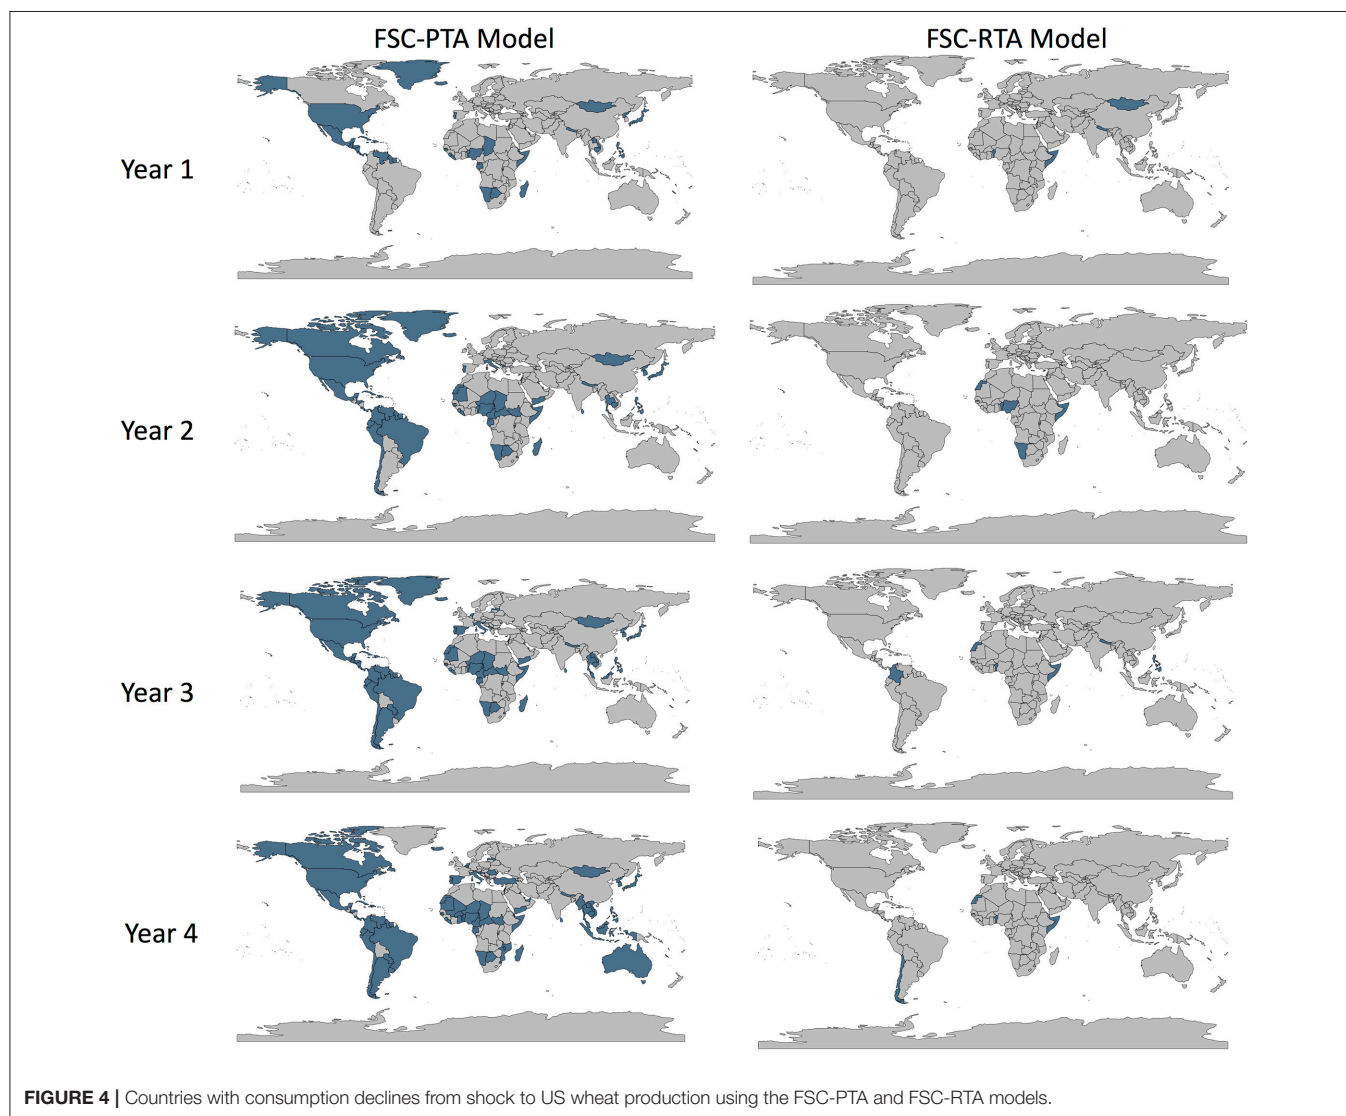 FSC-PTA Model
FSC-RTA Model
Year 1
Year 2
Year 3
Year 4
FIGURE 4 | Countries with consumption declines from shock to US wheat production using the FSC-PTA and FSC-RTA models.